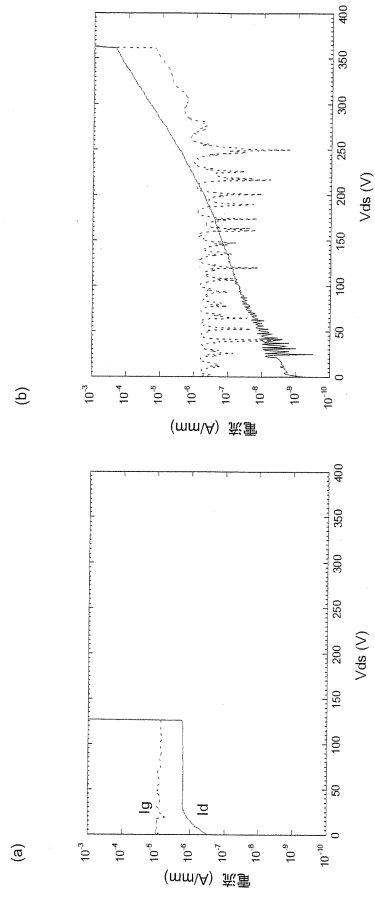 (a)
10⁻³
10⁻⁴
10⁻⁵
10⁻⁶
10⁻⁷
10⁻⁸
10⁻⁹
10⁻¹⁰
電流 (A/mm)
Ig
Id
0 50 100 150 200 250 300 350 400
Vds (V)
(b)
10⁻³
10⁻⁴
10⁻⁵
10⁻⁶
10⁻⁷
10⁻⁸
10⁻⁹
10⁻¹⁰
電流 (A/mm)
0 50 100 150 200 250 300 350 400
Vds (V)